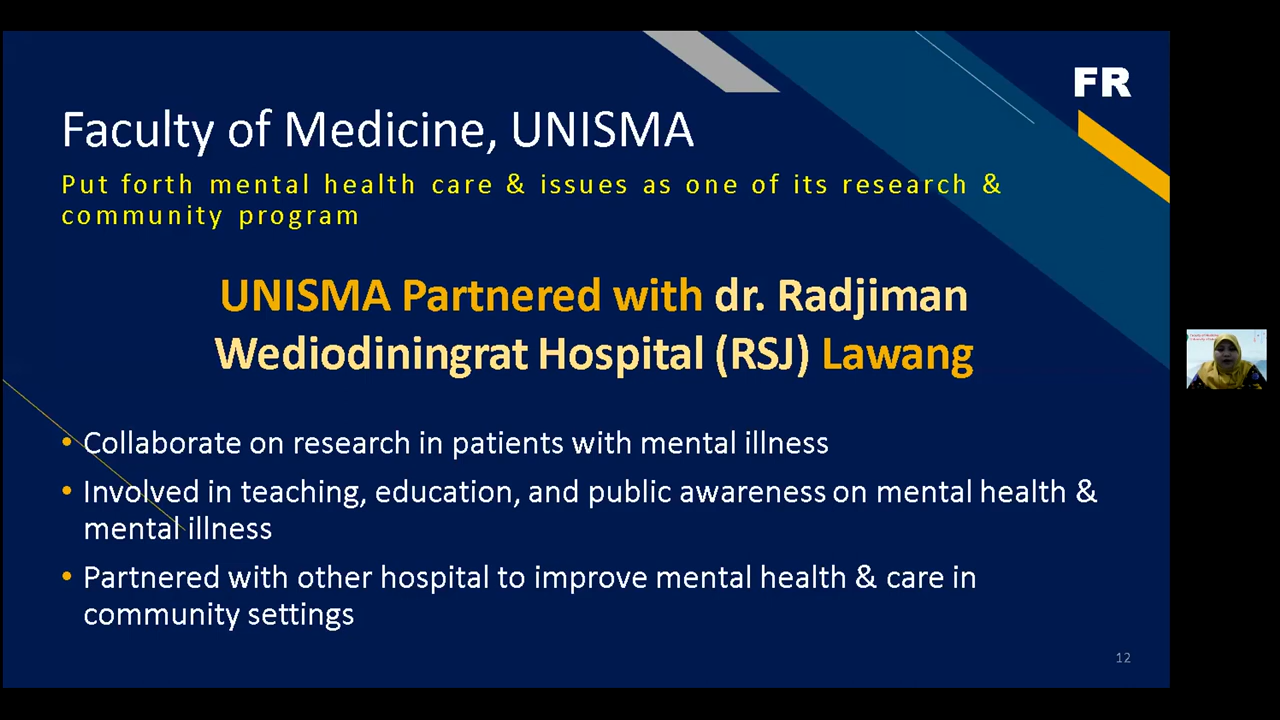 FR
Faculty of Medicine, UNISMA
Put forth mental health care & issues as one of its research &
community program
UNISMA Partnered with dr. Radjiman
Wediodiningrat Hospital (RSJ) Lawang
• Collaborate on research in patients with mental illness
• Involved in teaching, education, and public awareness on mental health &
mental illness
• Partnered with other hospital to improve mental health & care in
community settings
12